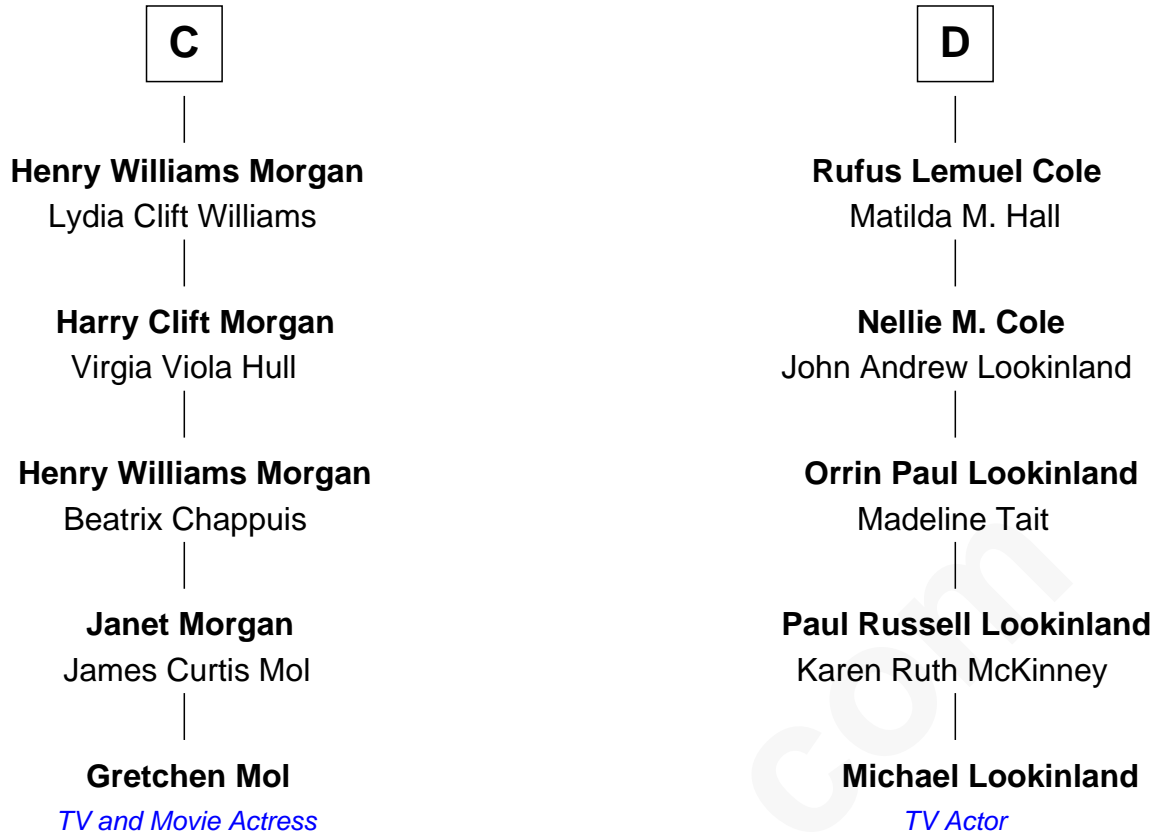 C
Henry Williams Morgan
Lydia Clift Williams
Harry Clift Morgan
Virgia Viola Hull
Henry Williams Morgan
Beatrix Chappuis
Janet Morgan
James Curtis Mol
Gretchen Mol
TV and Movie Actress
D
Rufus Lemuel Cole
Matilda M. Hall
Nellie M. Cole
John Andrew Lookinland
Orrin Paul Lookinland
Madeline Tait
Paul Russell Lookinland
Karen Ruth McKinney
Michael Lookinland
TV Actor
com